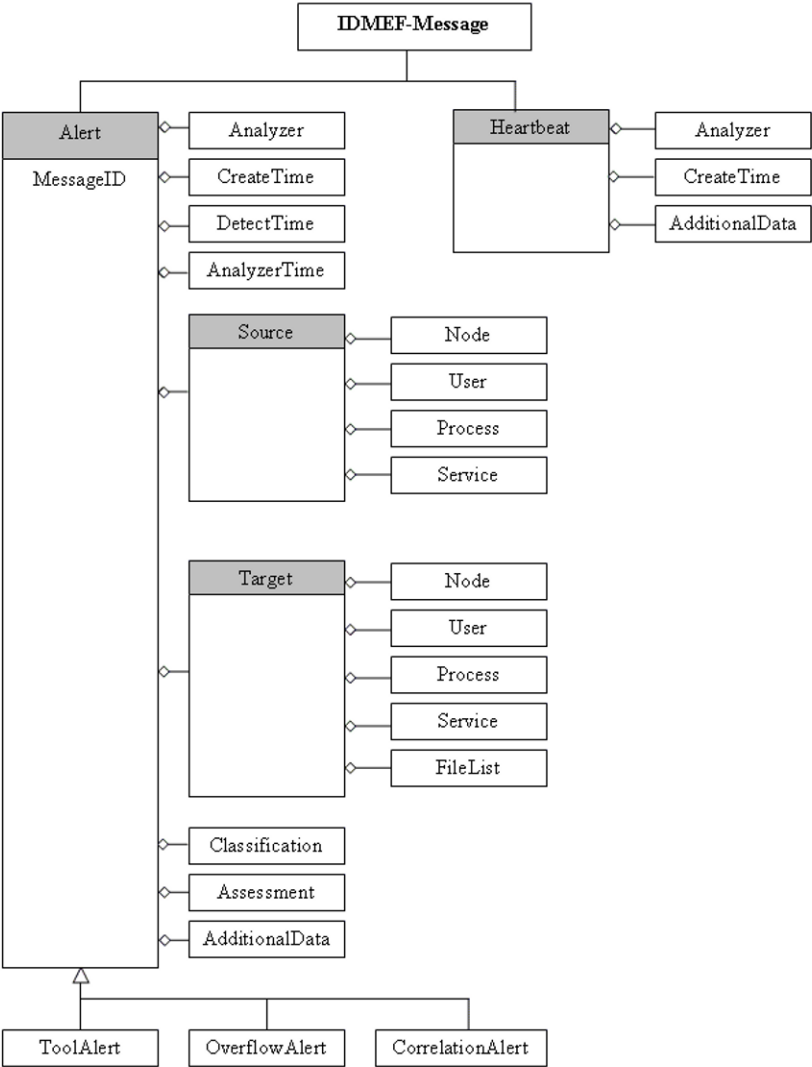 IDMEF-Message
Alert
MessageID
Analyzer
CreateTime
DetectTime
AnalyzerTime
Source
Node
User
Process
Service
Target
Node
User
Process
Service
FileList
Classification
Assessment
AdditionalData
ToolAlert
OverflowAlert
CorrelationAlert
Heartbeat
Analyzer
CreateTime
AdditionalData